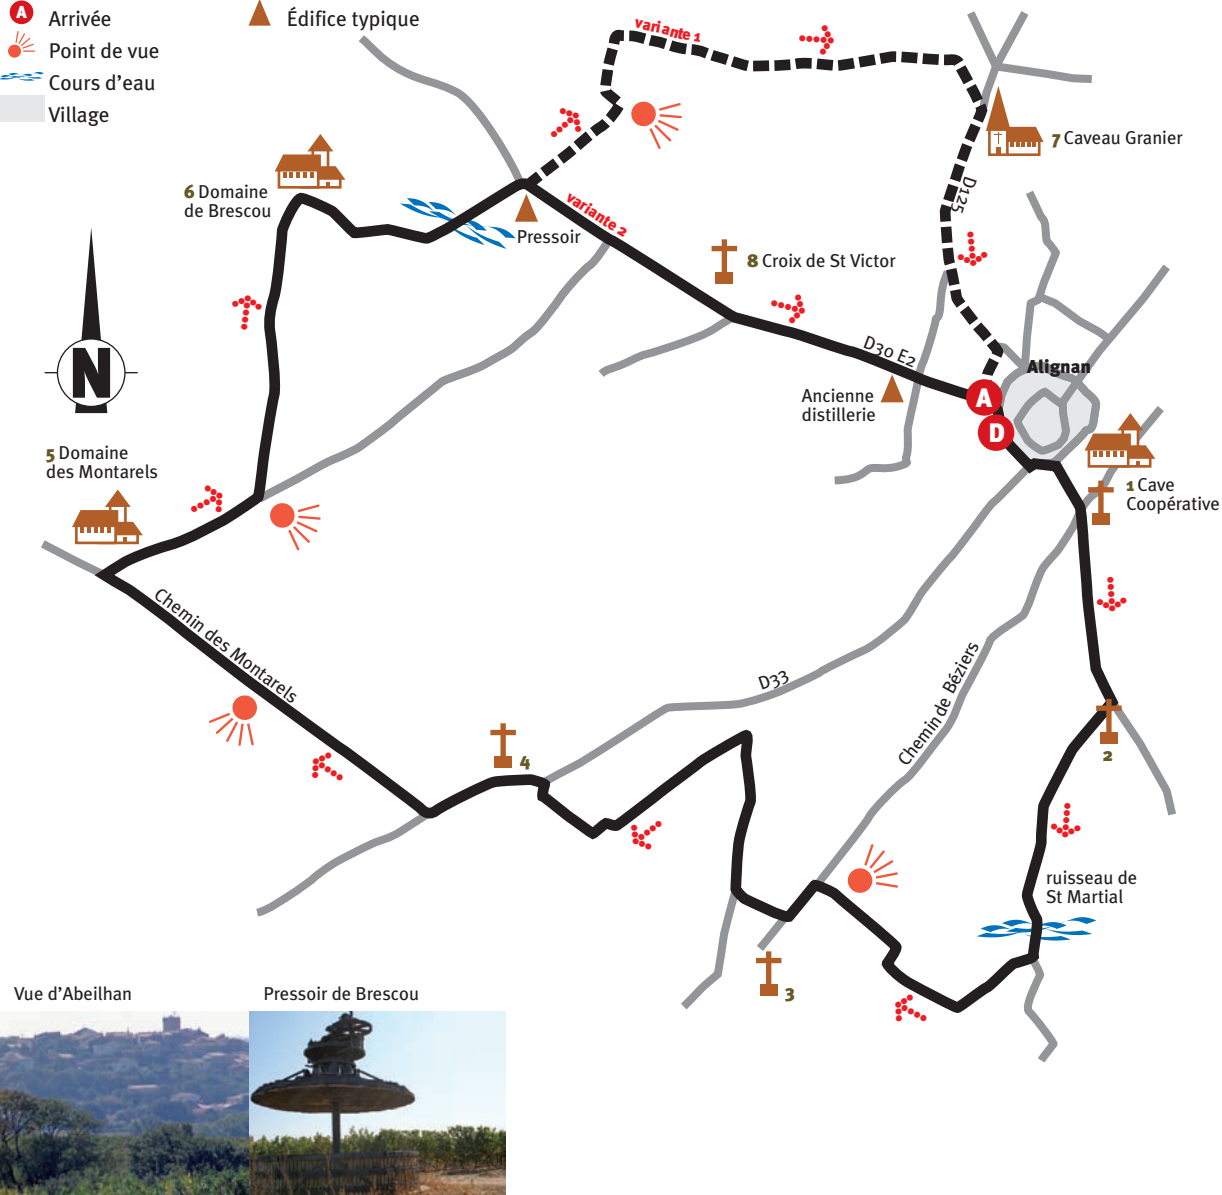 A Arrivée
Édifice typique
Point de vue
Cours d'eau
Village
variante 1
7 Caveau Granier
D125
6 Domaine
de Brescou
variante 2
Pressoir
8 Croix de St Victor
N
D30 E2
Alignan
Ancienne
distillerie
A
D
5 Domaine
des Montarels
1 Cave
Coopérative
Chemin des Montarels
D33
Chemin de Béziers
4
2
ruisseau de
St Martial
3
Vue d'Abeilhan
Pressoir de Brescou